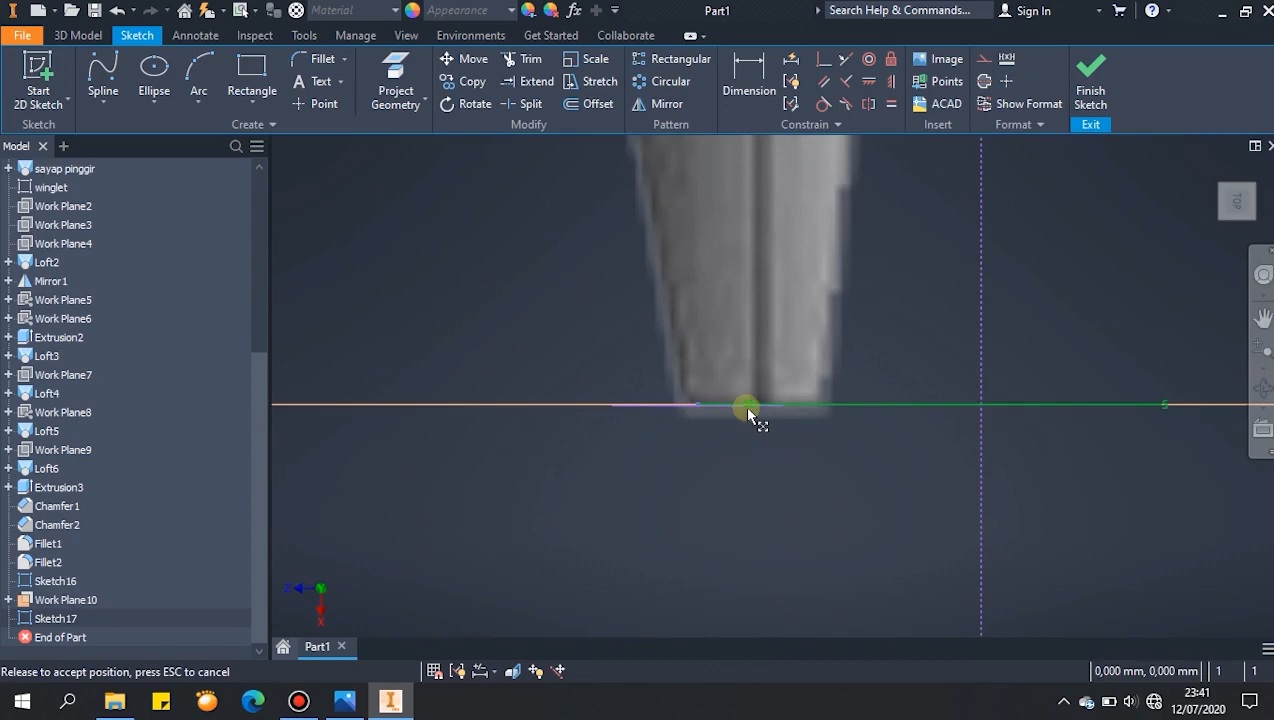 Material
Appearance
Part1
Search Help & Commands...
Sign In
File
3D Model
Sketch
Annotate
Inspect
Tools
Manage
View
Environments
Get Started
Collaborate
Start
2D Sketch
Spline
Ellipse
Arc
Rectangle
Fillet
Text
Point
Project
Geometry
Move
Copy
Rotate
Trim
Extend
Split
Scale
Stretch
Offset
Rectangular
Circular
Mirror
Dimension
Image
Points
ACAD
Show Format
Finish
Sketch
Sketch
Create
Modify
Pattern
Constrain
Insert
Format
Exit
Model
sayap pinggir
winglet
Work Plane2
Work Plane3
Work Plane4
Loft2
Mirror1
Work Plane5
Work Plane6
Extrusion2
Loft3
Work Plane7
Loft4
Work Plane8
Loft5
Work Plane9
Loft6
Extrusion3
Chamfer1
Chamfer2
Fillet1
Fillet2
Sketch16
Work Plane10
Sketch17
End of Part
TOP
Z
X
Part1
Release to accept position, press ESC to cancel
0,000 mm, 0,000 mm
1
1
23:41
12/07/2020